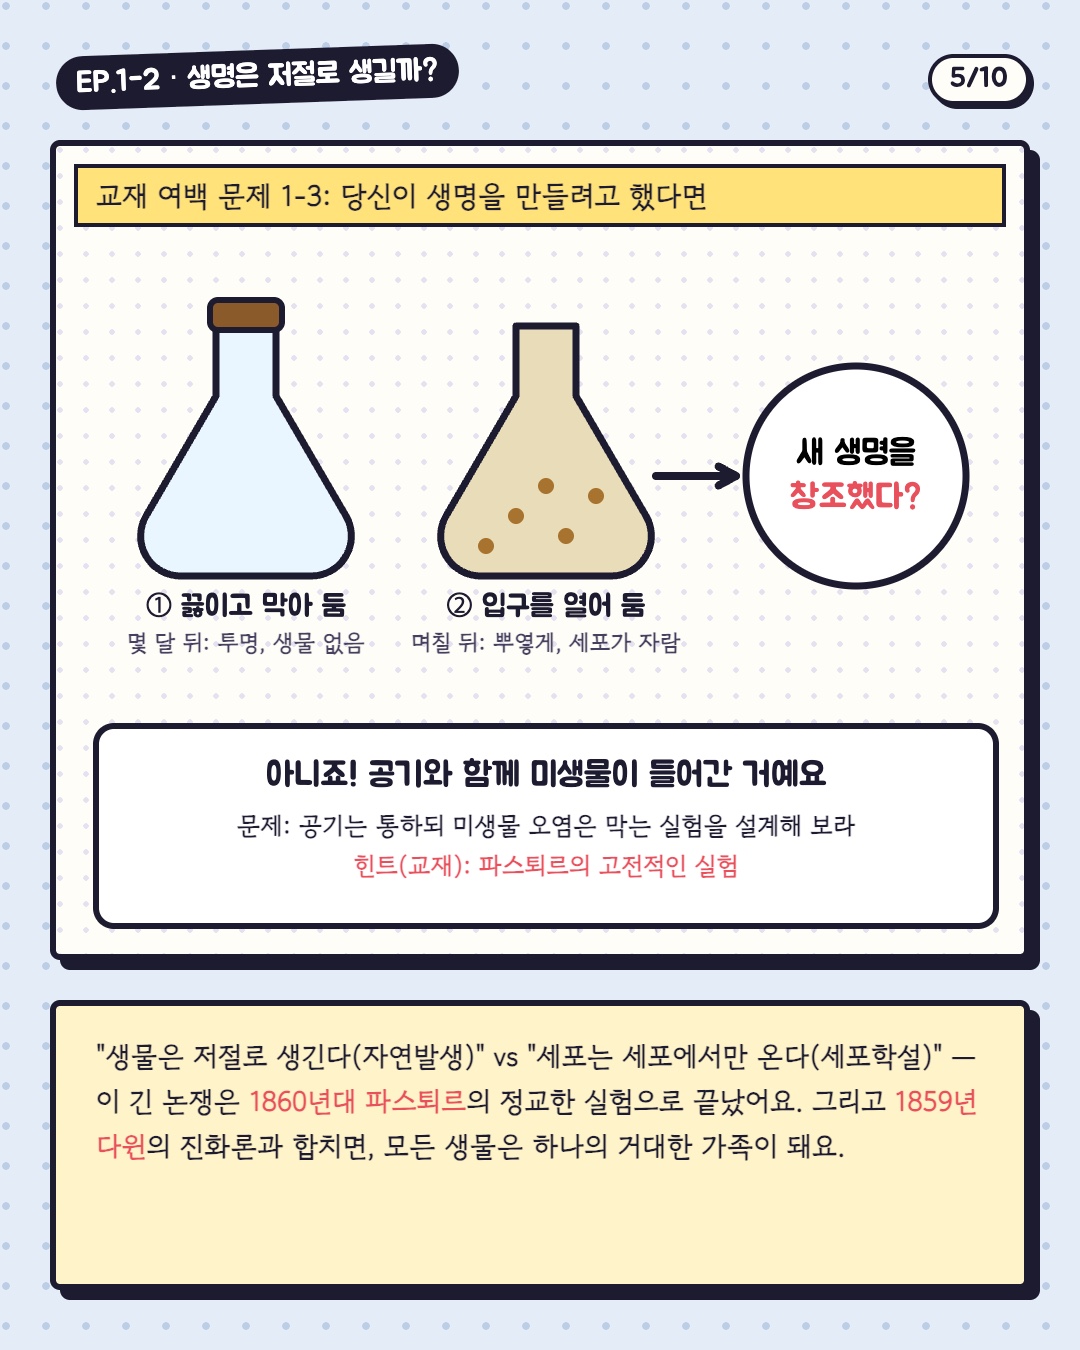 EP.1-2 · 생명은 저절로 생길까?
5/10
교재 여백 문제 1-3: 당신이 생명을 만들려고 했다면
새 생명을
창조했다?
① 끓이고 막아 둠
몇 달 뒤: 투명, 생물 없음
② 입구를 열어 둠
며칠 뒤: 뿌옇게, 세포가 자람
아니죠! 공기와 함께 미생물이 들어간 거예요
문제: 공기는 통하되 미생물 오염은 막는 실험을 설계해 보라
힌트(교재): 파스퇴르의 고전적인 실험
"생물은 저절로 생긴다(자연발생)" vs "세포는 세포에서만 온다(세포학설)" —
이 긴 논쟁은 1860년대 파스퇴르의 정교한 실험으로 끝났어요. 그리고 1859년
다윈의 진화론과 합치면, 모든 생물은 하나의 거대한 가족이 돼요.